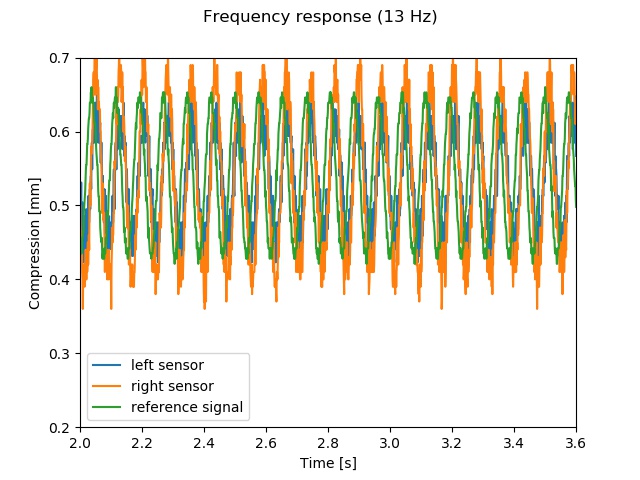 Frequency response (13 Hz)
0.7
0.6
0.5
0.4
0.3
0.2
Compression [mm]
left sensor
right sensor
reference signal
2.0 2.2 2.4 2.6 2.8 3.0 3.2 3.4 3.6
Time [s]